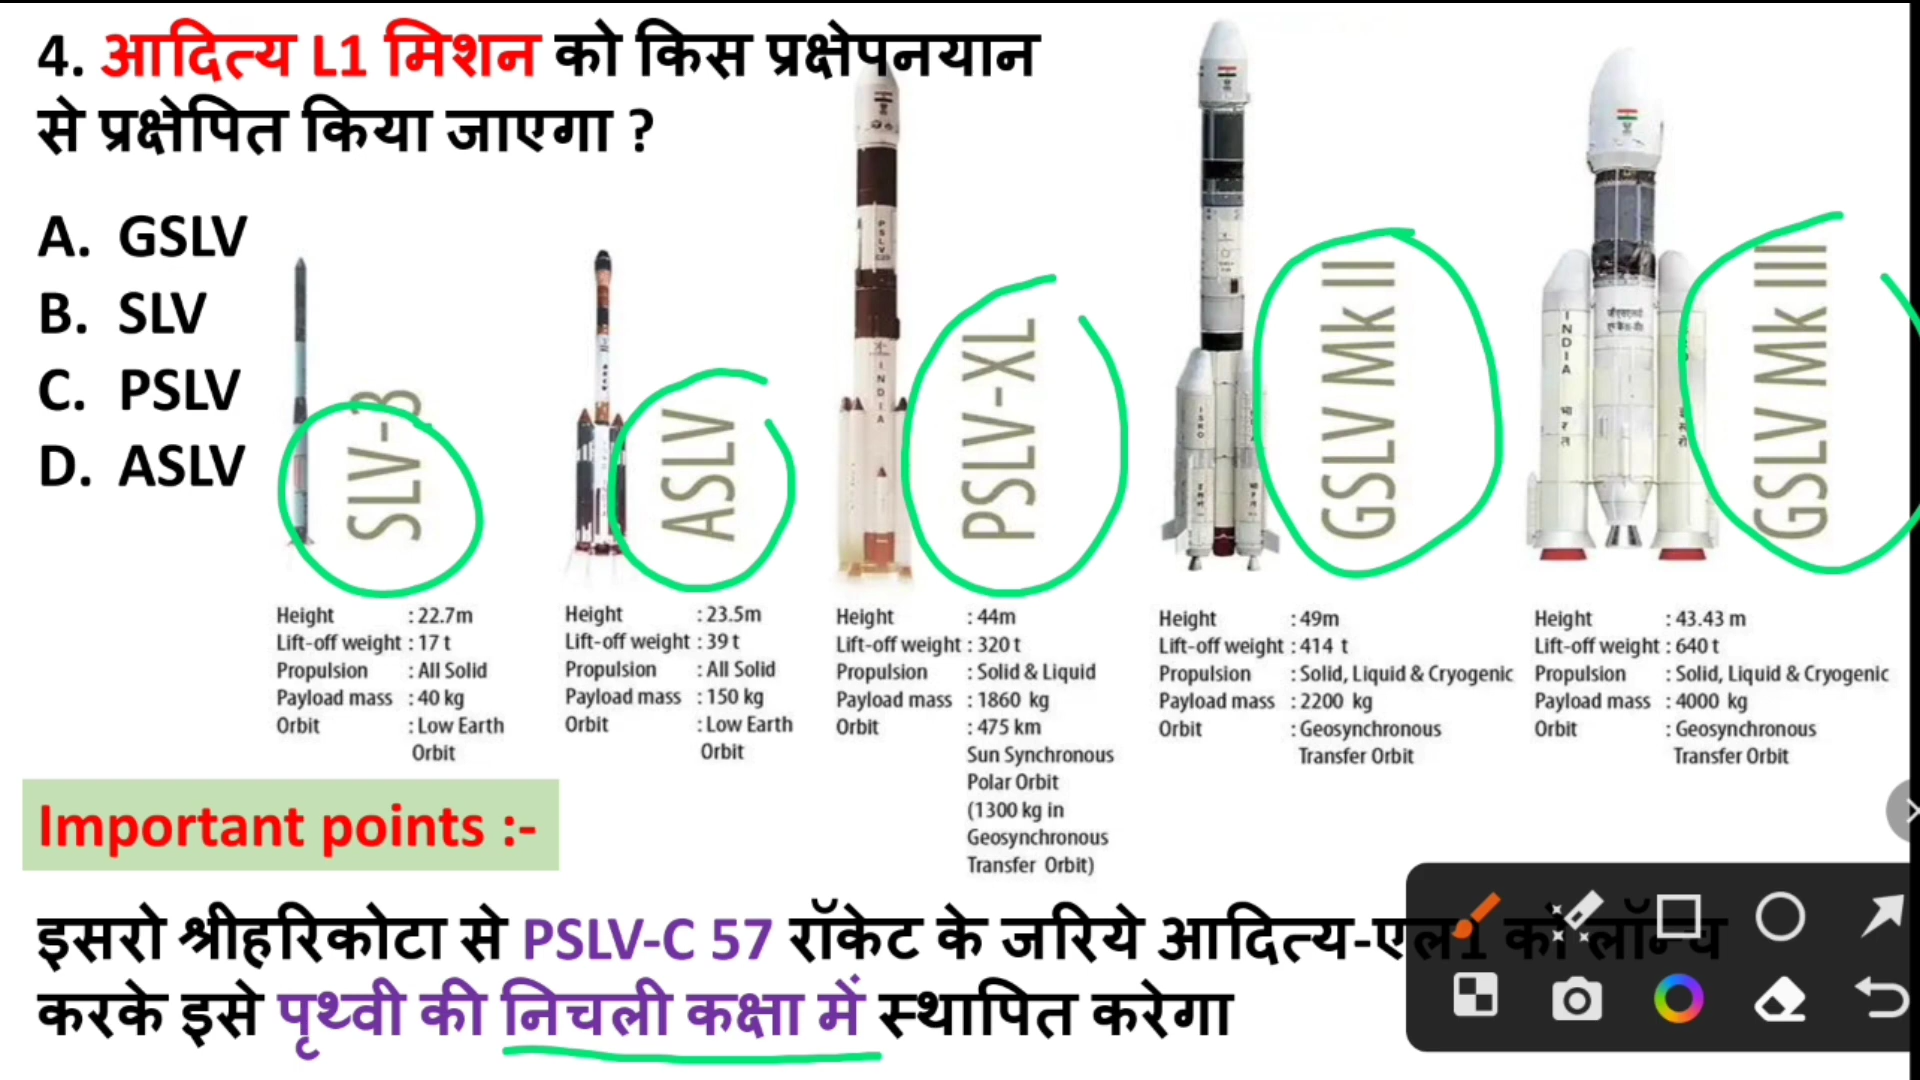 4. आदित्य L1 मिशन को किस प्रक्षेपनयान
से प्रक्षेपित किया जाएगा ?
A. GSLV
B. SLV
C. PSLV
D. ASLV
SLV-3
ASLV
PSLV-XL
GSLV Mk II
GSLV Mk III
PSLV
INDIA
ISRO
INDIA
भारत
Height : 22.7m
Lift-off weight : 17 t
Propulsion : All Solid
Payload mass : 40 kg
Orbit : Low Earth
Orbit
Height : 23.5m
Lift-off weight : 39 t
Propulsion : All Solid
Payload mass : 150 kg
Orbit : Low Earth
Orbit
Height : 44m
Lift-off weight : 320 t
Propulsion : Solid & Liquid
Payload mass : 1860 kg
Orbit : 475 km
Sun Synchronous
Polar Orbit
(1300 kg in
Geosynchronous
Transfer Orbit)
Height : 49m
Lift-off weight : 414 t
Propulsion : Solid, Liquid & Cryogenic
Payload mass : 2200 kg
Orbit : Geosynchronous
Transfer Orbit
Height : 43.43 m
Lift-off weight : 640 t
Propulsion : Solid, Liquid & Cryogenic
Payload mass : 4000 kg
Orbit : Geosynchronous
Transfer Orbit
Important points :-
इसरो श्रीहरिकोटा से PSLV-C 57 रॉकेट के जरिये आदित्य-एल1 को लॉन्च
करके इसे पृथ्वी की निचली कक्षा में स्थापित करेगा